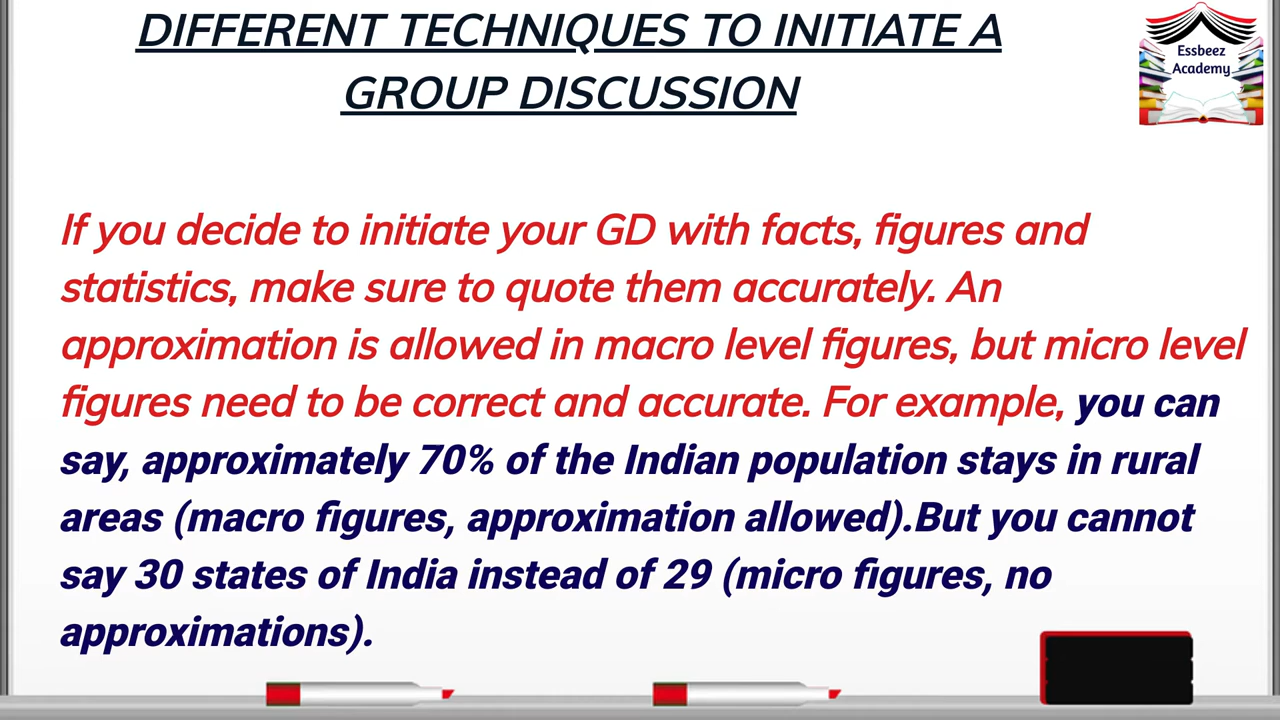 DIFFERENT TECHNIQUES TO INITIATE A
GROUP DISCUSSION
Essbeez
Academy
If you decide to initiate your GD with facts, figures and
statistics, make sure to quote them accurately. An
approximation is allowed in macro level figures, but micro level
figures need to be correct and accurate. For example, you can
say, approximately 70% of the Indian population stays in rural
areas (macro figures, approximation allowed).But you cannot
say 30 states of India instead of 29 (micro figures, no
approximations).